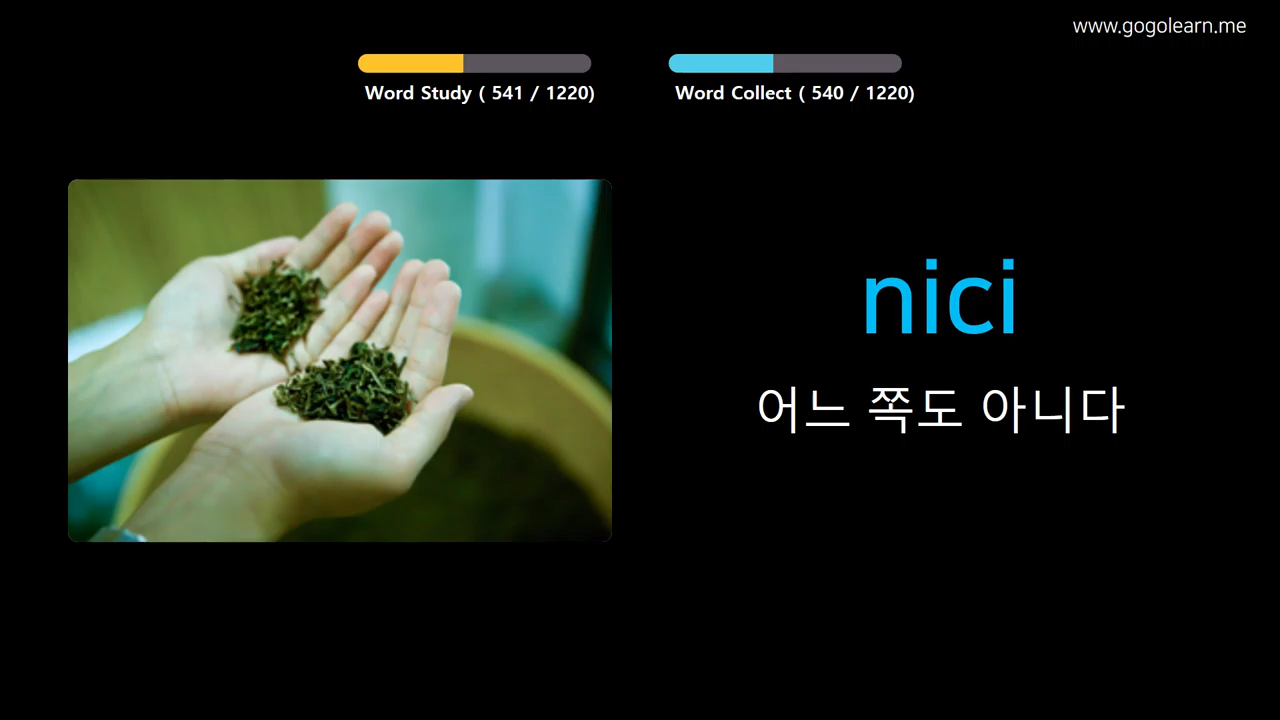 www.gogolearn.me
Word Study ( 541 / 1220)
Word Collect ( 540 / 1220)
nici
어느 쪽도 아니다